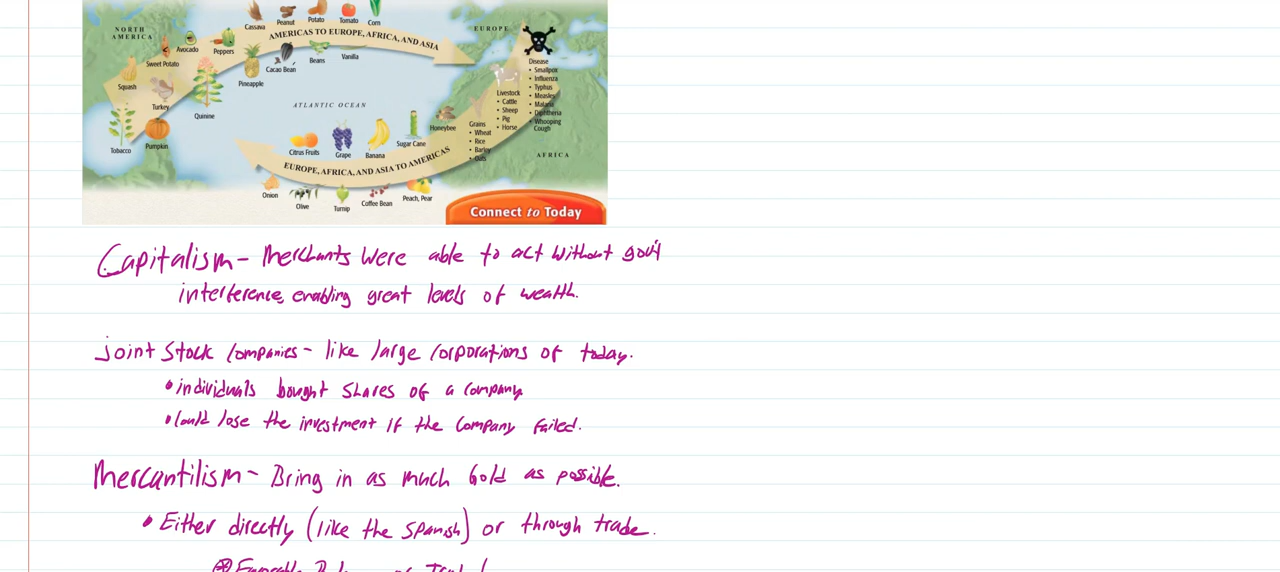 Cassava
Peanut
Potato
Tomato
Corn
NORTH
AMERICA
EUROPE
AMERICAS TO EUROPE, AFRICA, AND ASIA
Avocado
Peppers
Sweet Potato
Beans
Vanilla
Cacao Bean
Pineapple
Squash
Turkey
Quinine
Tobacco
Pumpkin
ATLANTIC OCEAN
Disease
• Smallpox
• Influenza
• Typhus
• Measles
• Malaria
• Diphtheria
• Whooping
Cough
Livestock
• Cattle
• Sheep
• Pig
• Horse
Grains
• Wheat
• Rice
• Barley
• Oats
Honeybee
Sugar Cane
Banana
Grape
Citrus Fruits
AFRICA
EUROPE, AFRICA, AND ASIA TO AMERICAS
Onion
Olive
Turnip
Coffee Bean
Peach, Pear
Connect to Today
Capitalism - Merchants were able to act without gov't
interference, enabling great levels of wealth.
Joint Stock Companies - like large corporations of today.
• individuals bought shares of a company
• Could lose the investment if the company failed.
Mercantilism - Bring in as much Gold as possible.
• Either directly (like the Spanish) or through trade.